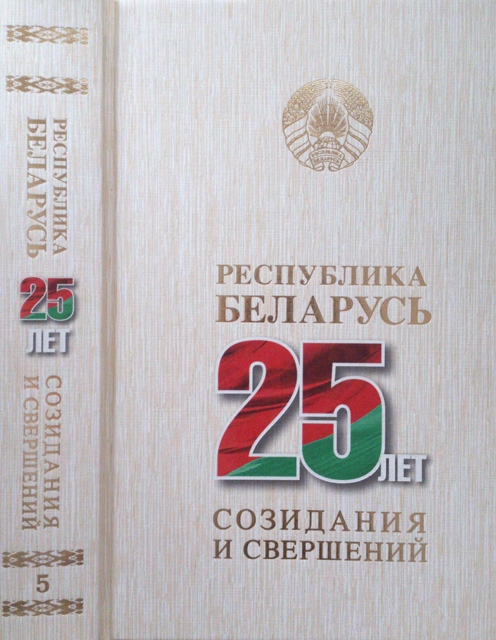 РЕСПУБЛИКА
БЕЛАРУСЬ
25
ЛЕТ
СОЗИДАНИЯ
И СВЕРШЕНИЙ
5
РЕСПУБЛИКА
БЕЛАРУСЬ
25
ЛЕТ
СОЗИДАНИЯ
И СВЕРШЕНИЙ